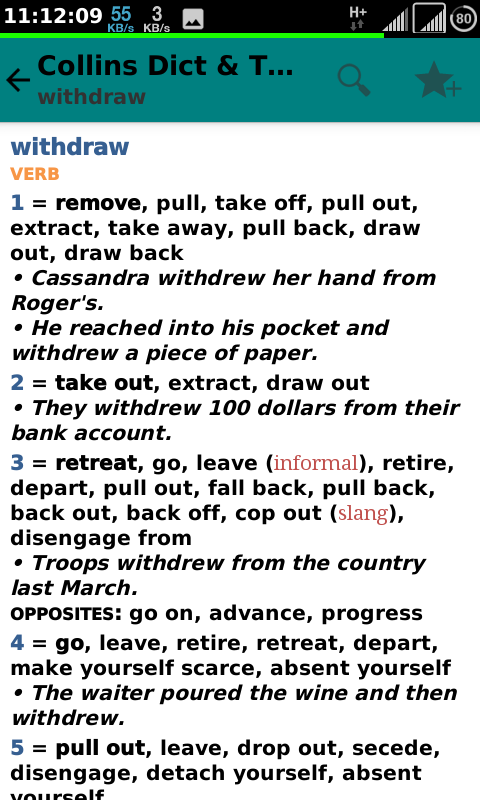 11:12:09 55 KB/s 3 KB/s H+ 80
Collins Dict & T...
withdraw
withdraw
VERB
1 = remove, pull, take off, pull out,
extract, take away, pull back, draw
out, draw back
• Cassandra withdrew her hand from
Roger's.
• He reached into his pocket and
withdrew a piece of paper.
2 = take out, extract, draw out
• They withdrew 100 dollars from their
bank account.
3 = retreat, go, leave (informal), retire,
depart, pull out, fall back, pull back,
back out, back off, cop out (slang),
disengage from
• Troops withdrew from the country
last March.
OPPOSITES: go on, advance, progress
4 = go, leave, retire, retreat, depart,
make yourself scarce, absent yourself
• The waiter poured the wine and then
withdrew.
5 = pull out, leave, drop out, secede,
disengage, detach yourself, absent
yourself